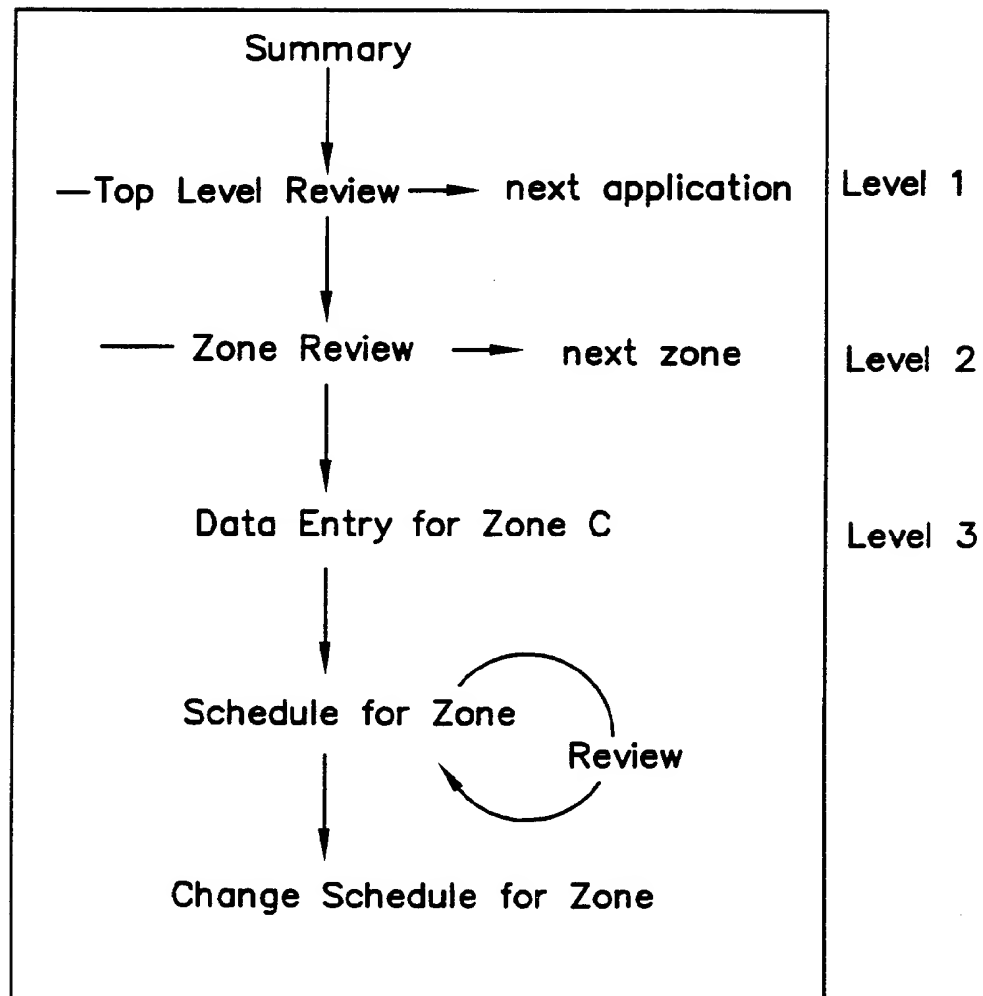 Summary
Top Level Review next application Level 1
Zone Review next zone Level 2
Data Entry for Zone C Level 3
Schedule for Zone
Review
Change Schedule for Zone